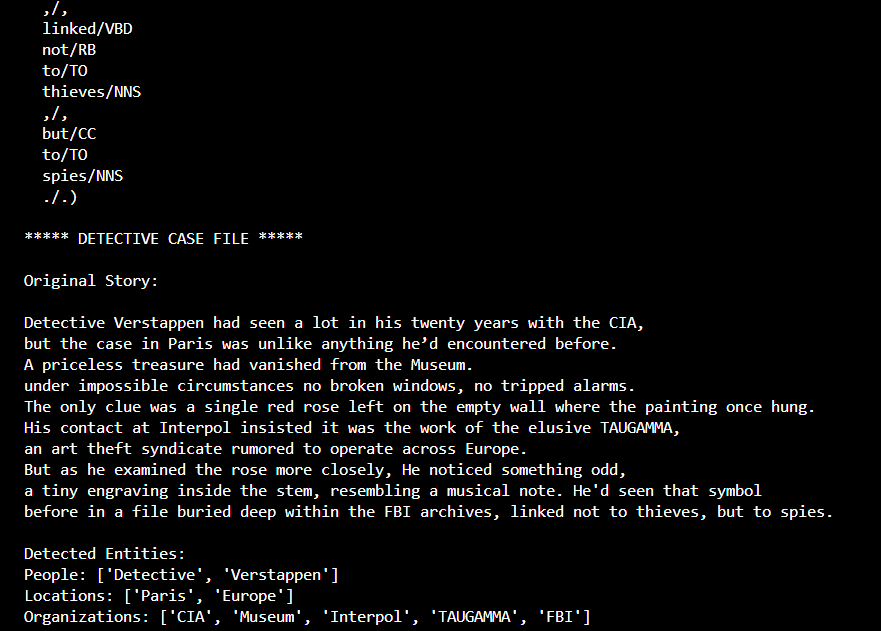 ,/,
linked/VBD
not/RB
to/TO
thieves/NNS
,/,
but/CC
to/TO
spies/NNS
./.)
***** DETECTIVE CASE FILE *****
Original Story:
Detective Verstappen had seen a lot in his twenty years with the CIA,
but the case in Paris was unlike anything he’d encountered before.
A priceless treasure had vanished from the Museum.
under impossible circumstances no broken windows, no tripped alarms.
The only clue was a single red rose left on the empty wall where the painting once hung.
His contact at Interpol insisted it was the work of the elusive TAUGAMMA,
an art theft syndicate rumored to operate across Europe.
But as he examined the rose more closely, He noticed something odd,
a tiny engraving inside the stem, resembling a musical note. He'd seen that symbol
before in a file buried deep within the FBI archives, linked not to thieves, but to spies.
Detected Entities:
People: ['Detective', 'Verstappen']
Locations: ['Paris', 'Europe']
Organizations: ['CIA', 'Museum', 'Interpol', 'TAUGAMMA', 'FBI']